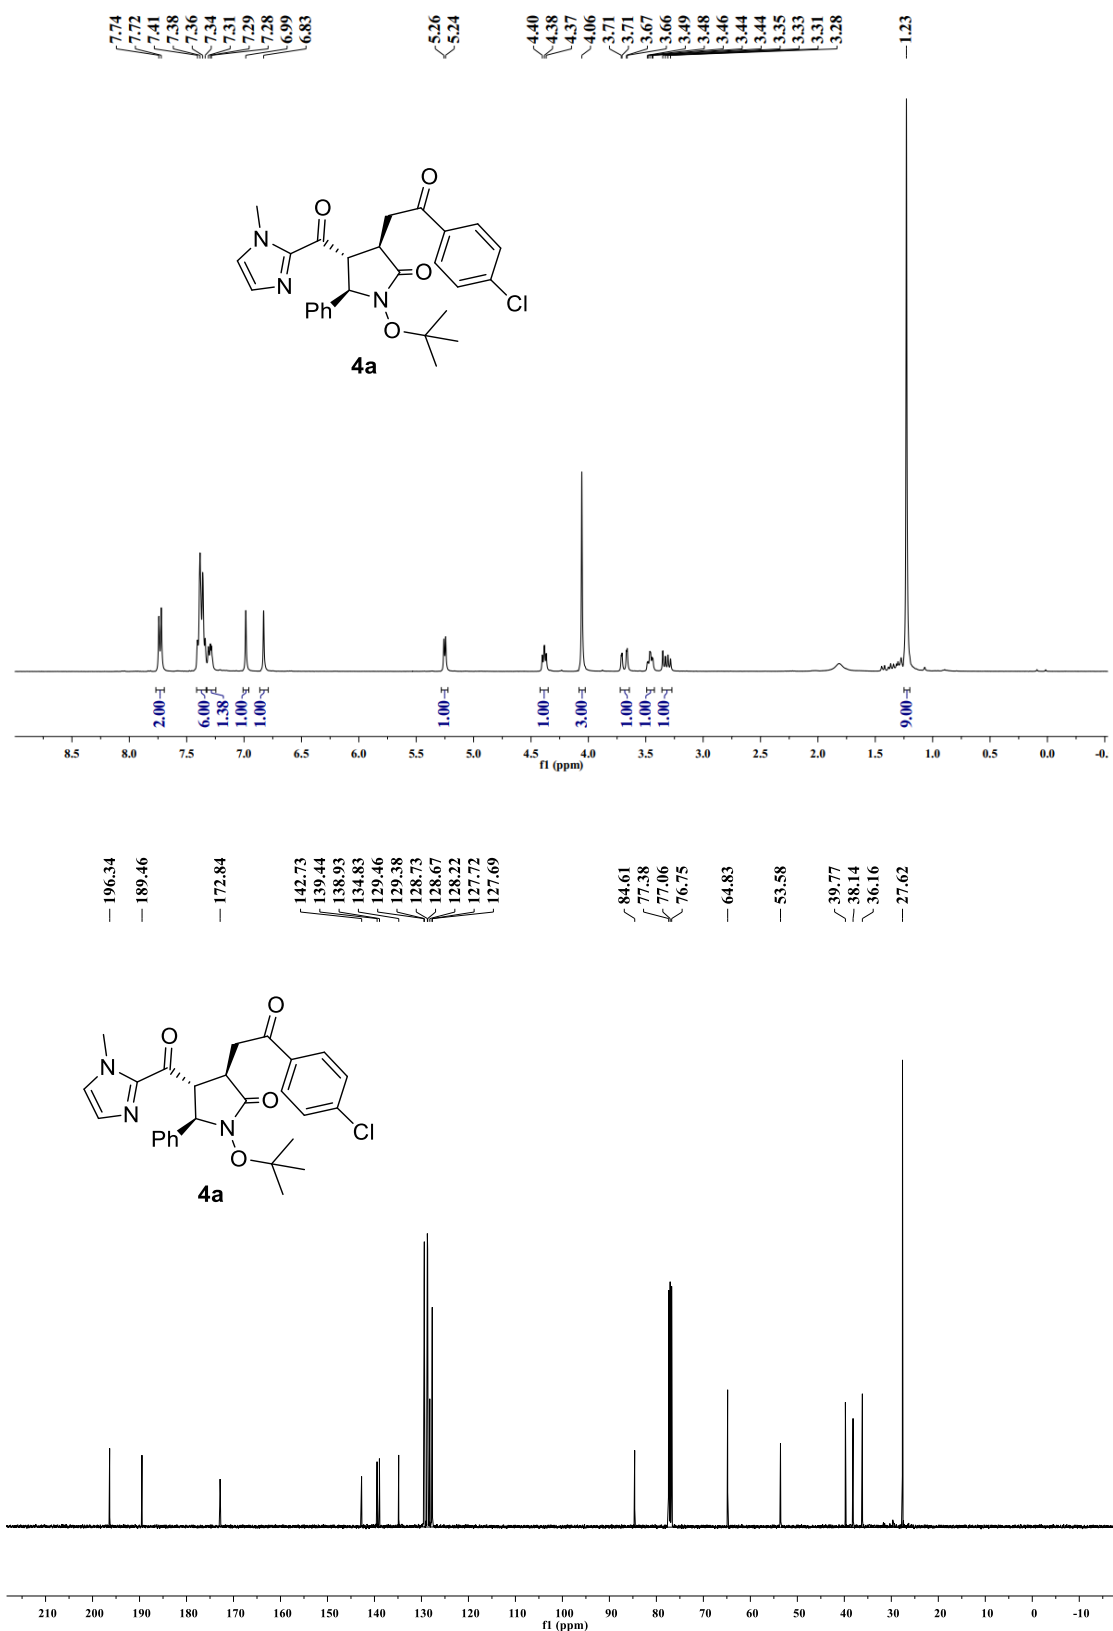 7.74 7.72 7.41 7.38 7.36 7.34 7.31 7.29 7.28 6.99 6.83 5.26 5.24 4.40 4.38 4.37 4.06 3.71 3.71 3.67 3.66 3.49 3.48 3.46 3.44 3.44 3.35 3.33 3.31 3.28 1.23
O
O
N
N
O
Ph
N
Cl
O
4a
2.00 6.00 1.38 1.00 1.00 1.00 1.00 3.00 1.00 1.00 1.00 9.00
8.5 8.0 7.5 7.0 6.5 6.0 5.5 5.0 4.5 4.0 3.5 3.0 2.5 2.0 1.5 1.0 0.5 0.0 -0.
f1 (ppm)
196.34 189.46 172.84 142.73 139.44 138.93 134.83 129.46 129.38 128.73 128.67 128.22 127.72 127.69 84.61 77.38 77.06 76.75 64.83 53.58 39.77 38.14 36.16 27.62
O
O
N
O
N
N
Ph
Cl
O
4a
210 200 190 180 170 160 150 140 130 120 110 100 90 80 70 60 50 40 30 20 10 0 -10
f1 (ppm)